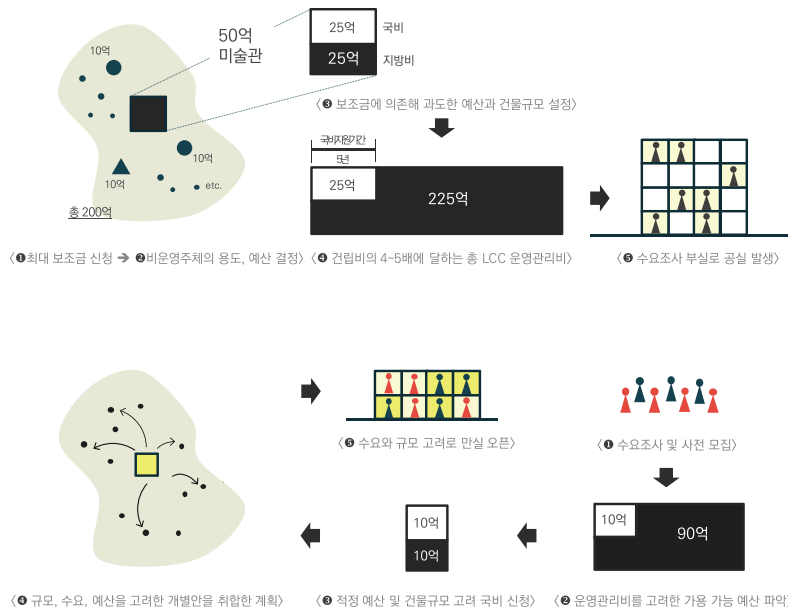 10억
50억
미술관
25억
국비
25억
지방비
10억
10억
etc.
총 200억
〈❸ 보조금에 의존해 과도한 예산과 건물규모 설정〉
국비지원기간
5년
25억
225억
〈❶최대 보조금 신청 ➔ ❷비운영주체의 용도, 예산 결정〉
〈❹ 건립비의 4~5배에 달하는 총 LCC 운영관리비〉
〈❺ 수요조사 부실로 공실 발생〉
〈❺ 수요와 규모 고려로 만실 오픈〉
〈❶ 수요조사 및 사전 모집〉
10억
90억
10억
10억
〈❹ 규모, 수요, 예산을 고려한 개별안을 취합한 계획〉
〈❸ 적정 예산 및 건물규모 고려 국비 신청〉
〈❷ 운영관리비를 고려한 가용 가능 예산 파악〉